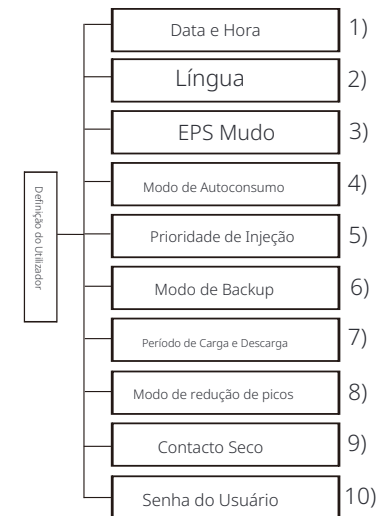 Definição do Utilizador
Data e Hora 1)
Língua 2)
EPS Mudo 3)
Modo de Autoconsumo 4)
Prioridade de Injeção 5)
Modo de Backup 6)
Período de Carga e Descarga 7)
Modo de redução de picos 8)
Contacto Seco 9)
Senha do Usuário 10)